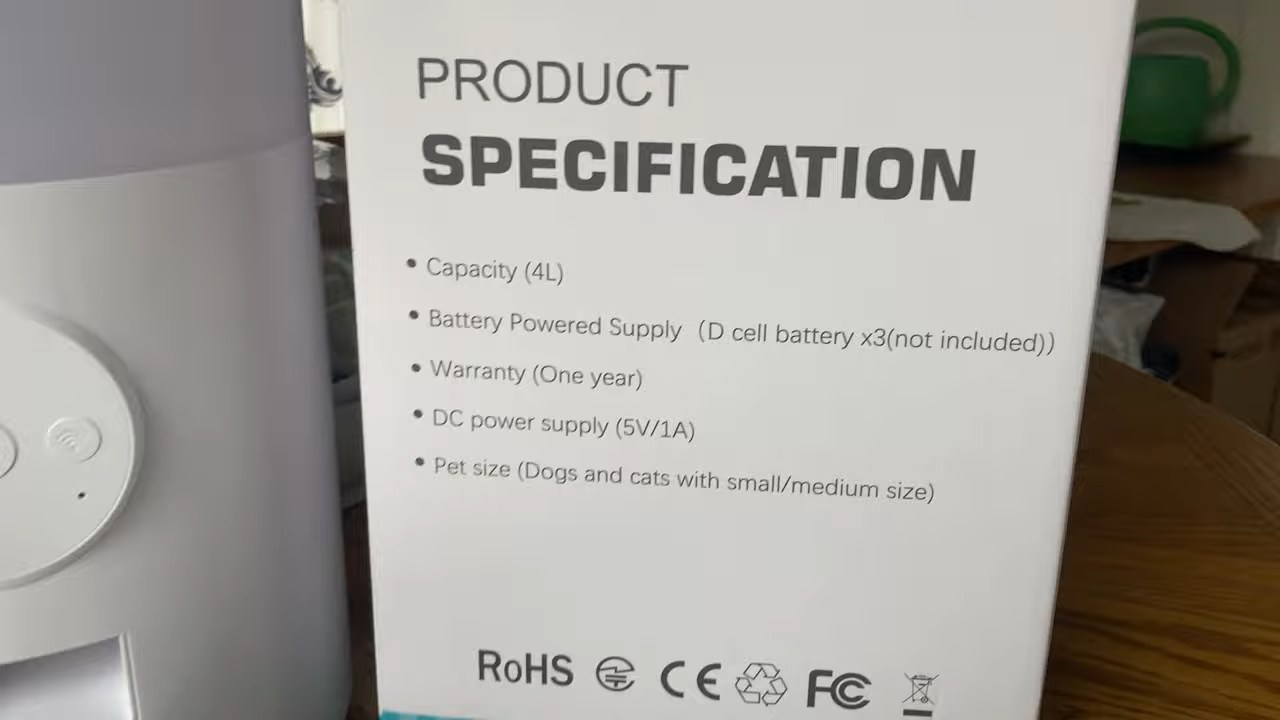 PRODUCT
SPECIFICATION
• Capacity (4L)
• Battery Powered Supply (D cell battery x3(not included))
• Warranty (One year)
• DC power supply (5V/1A)
• Pet size (Dogs and cats with small/medium size)
RoHS CE FC